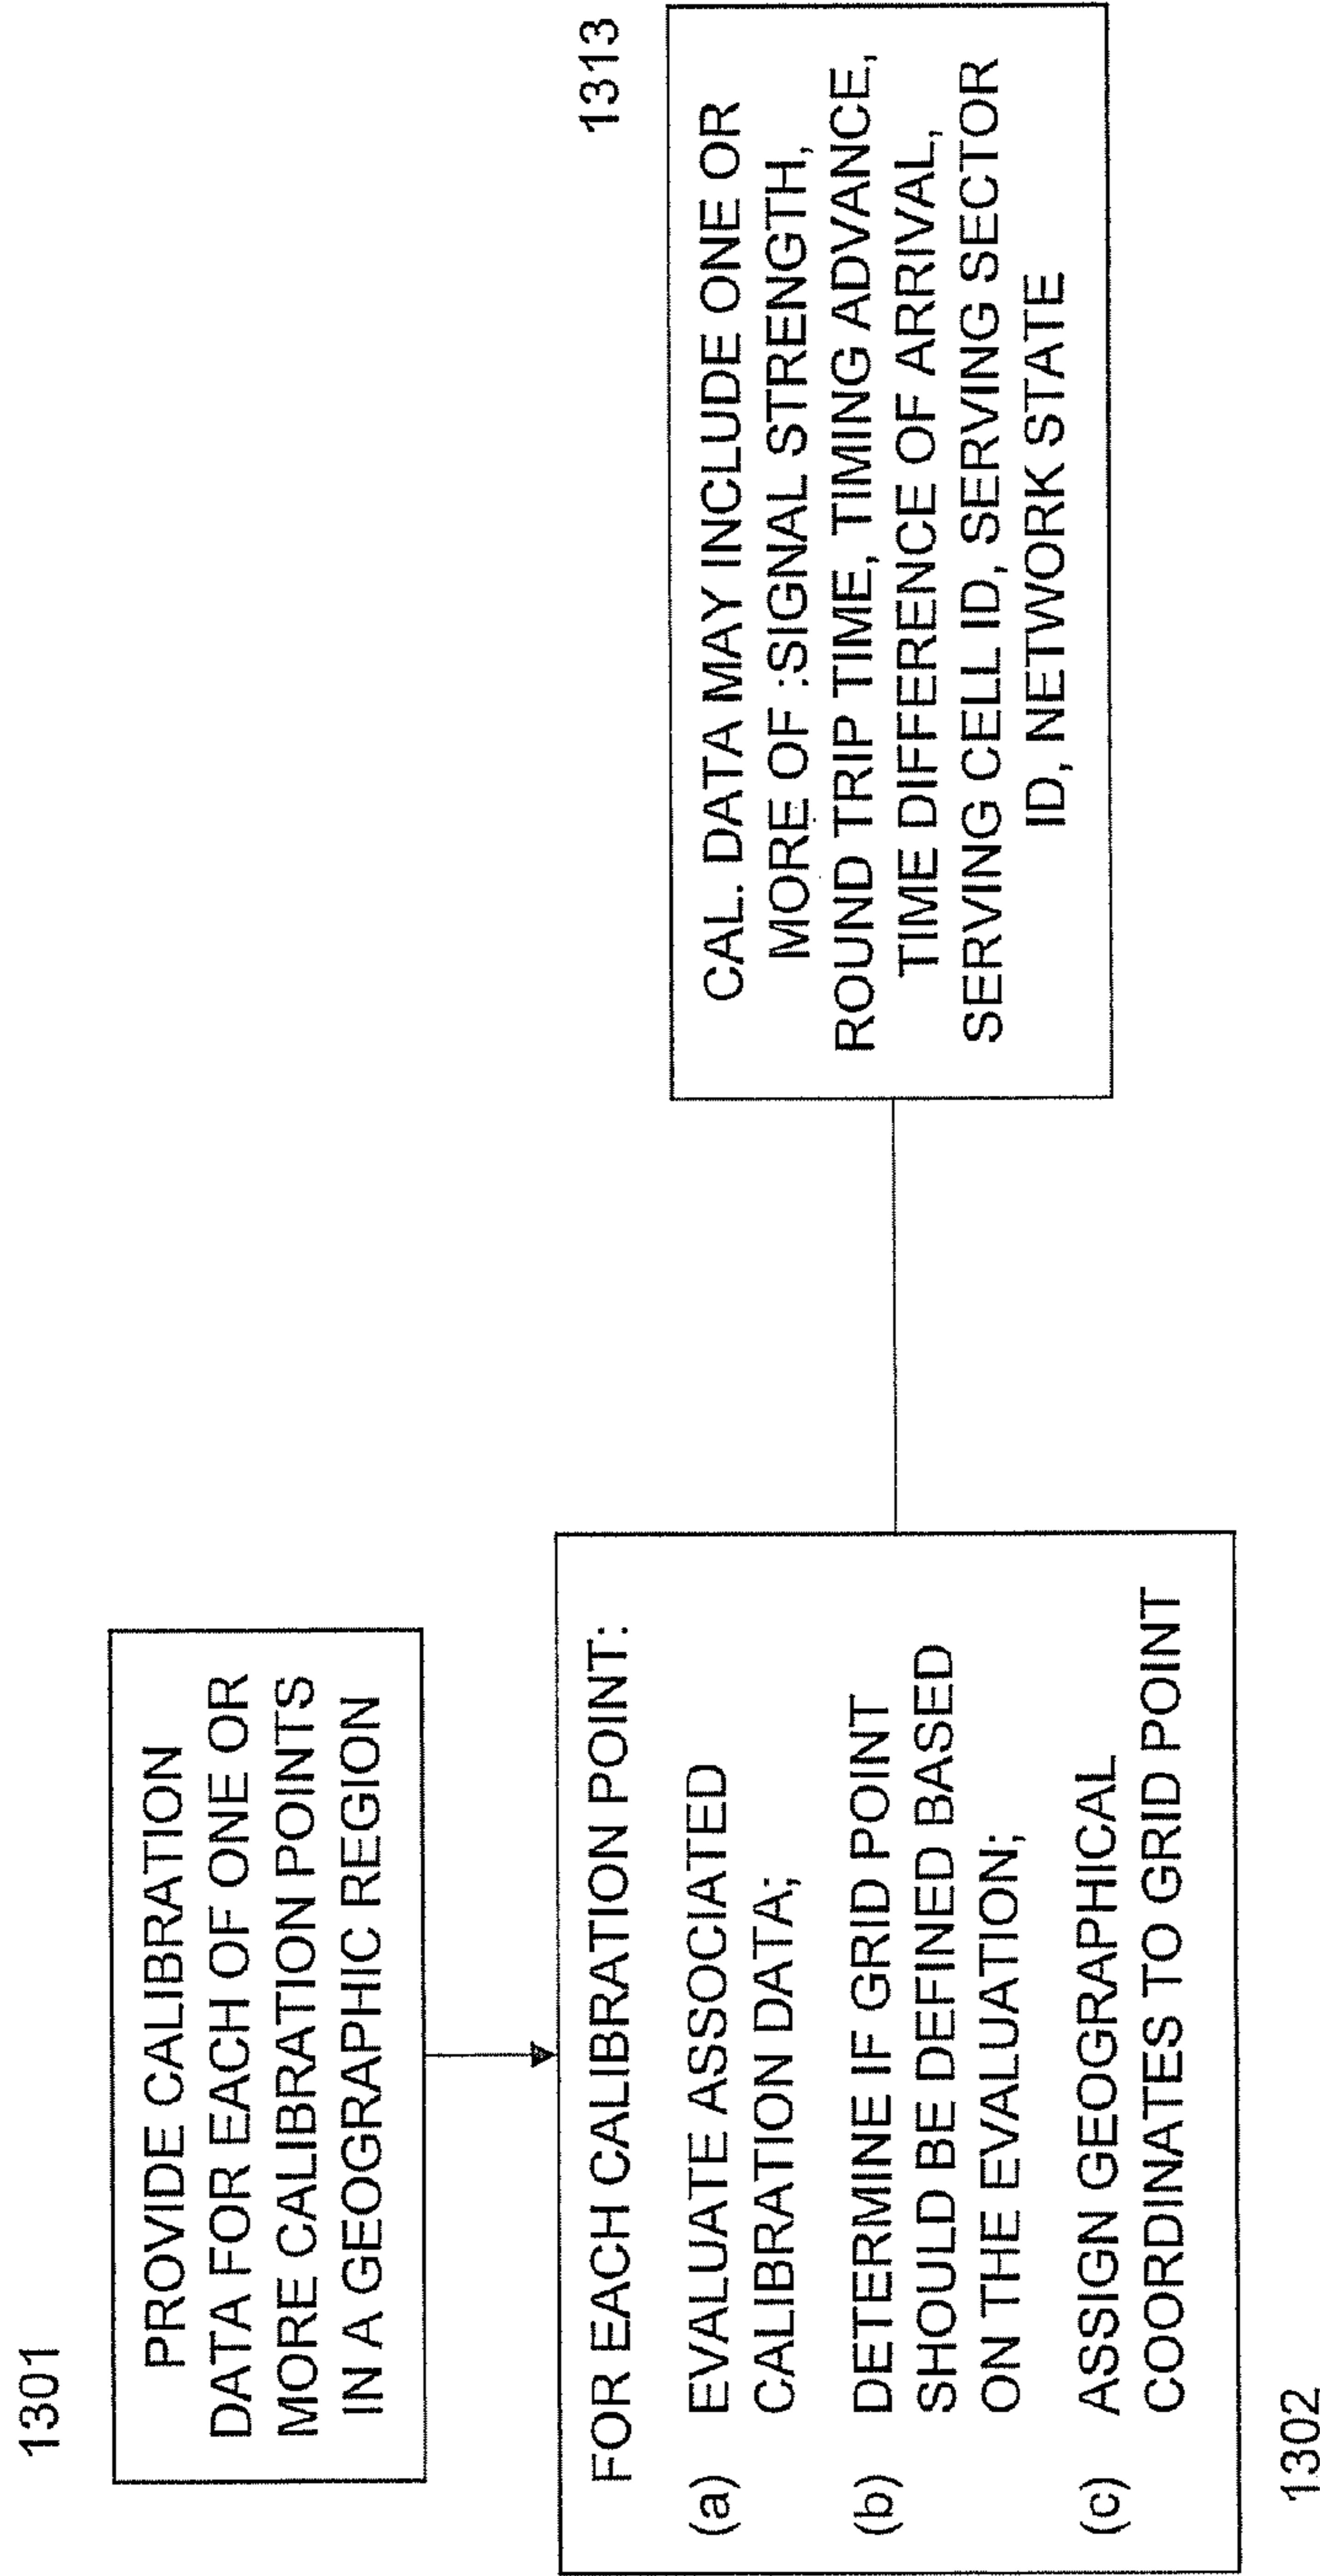 1301
PROVIDE CALIBRATION
DATA FOR EACH OF ONE OR
MORE CALIBRATION POINTS
IN A GEOGRAPHIC REGION
FOR EACH CALIBRATION POINT:
(a) EVALUATE ASSOCIATED
CALIBRATION DATA;
(b) DETERMINE IF GRID POINT
SHOULD BE DEFINED BASED
ON THE EVALUATION;
(c) ASSIGN GEOGRAPHICAL
COORDINATES TO GRID POINT
1302
1313
CAL. DATA MAY INCLUDE ONE OR
MORE OF :SIGNAL STRENGTH,
ROUND TRIP TIME, TIMING ADVANCE,
TIME DIFFERENCE OF ARRIVAL,
SERVING CELL ID, SERVING SECTOR
ID, NETWORK STATE